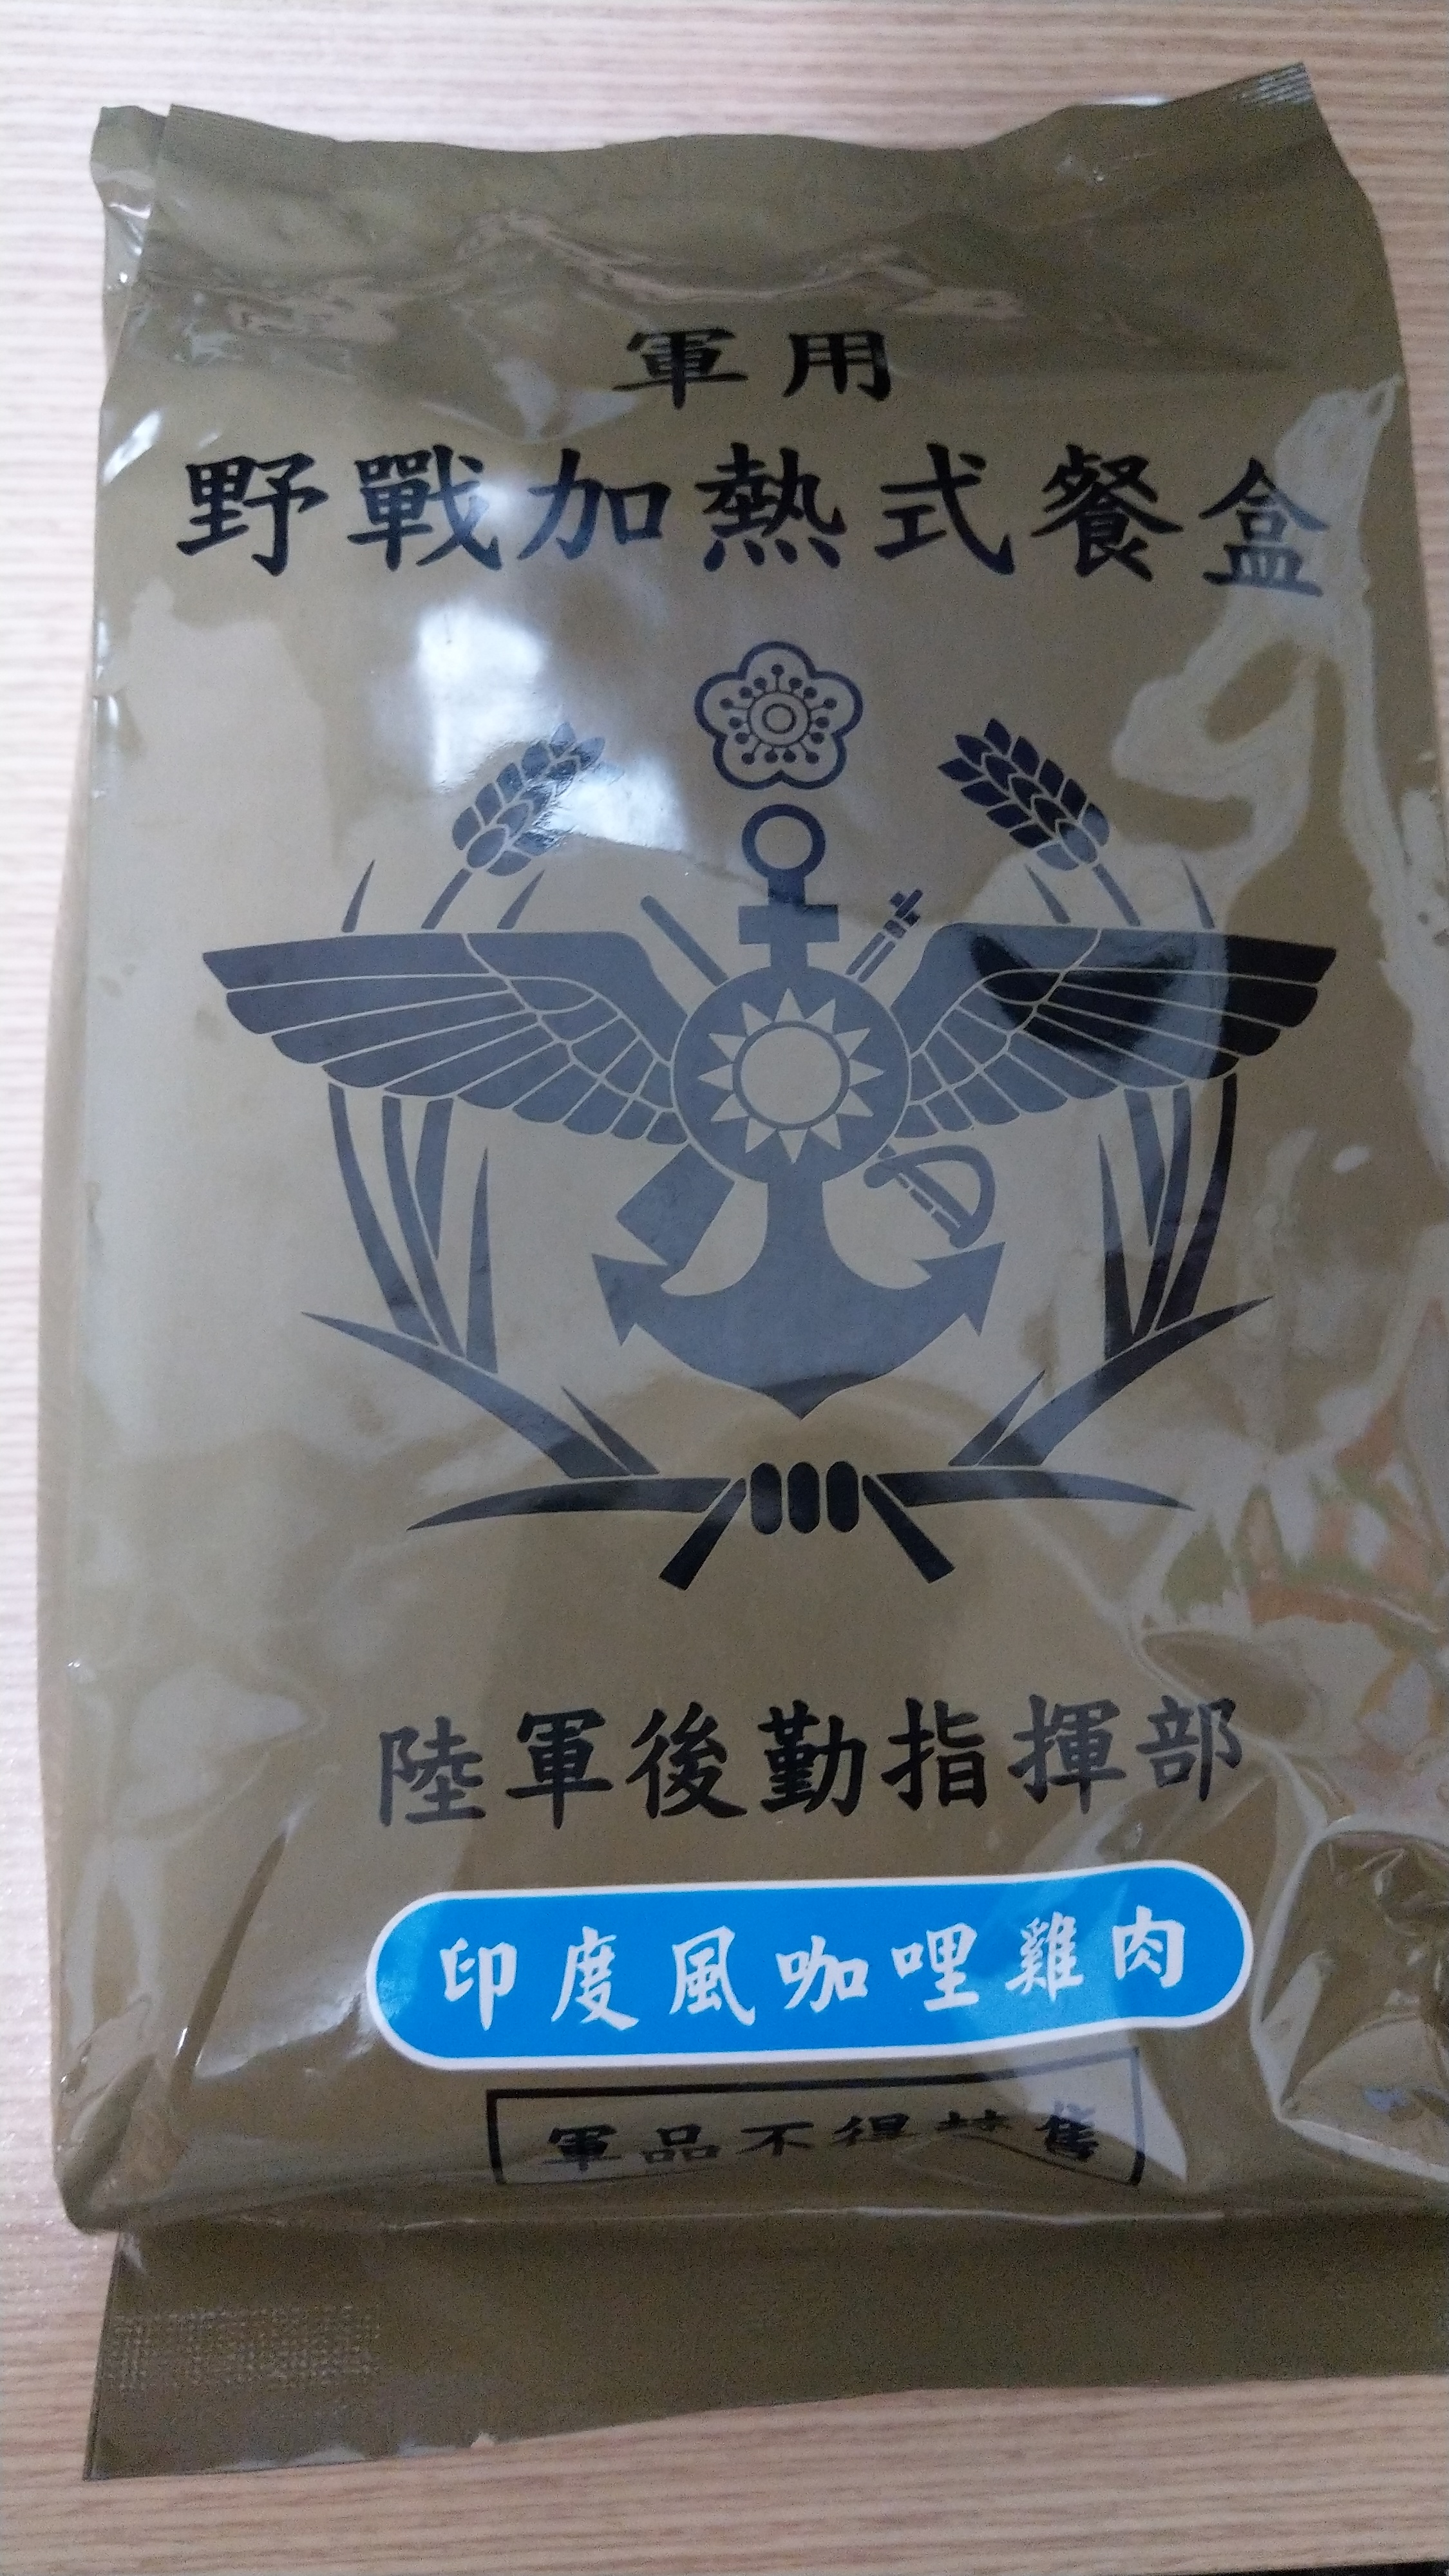 軍用
野戰加熱式餐盒
陸軍後勤指揮部
印度風咖哩雞肉
軍品不得轉售